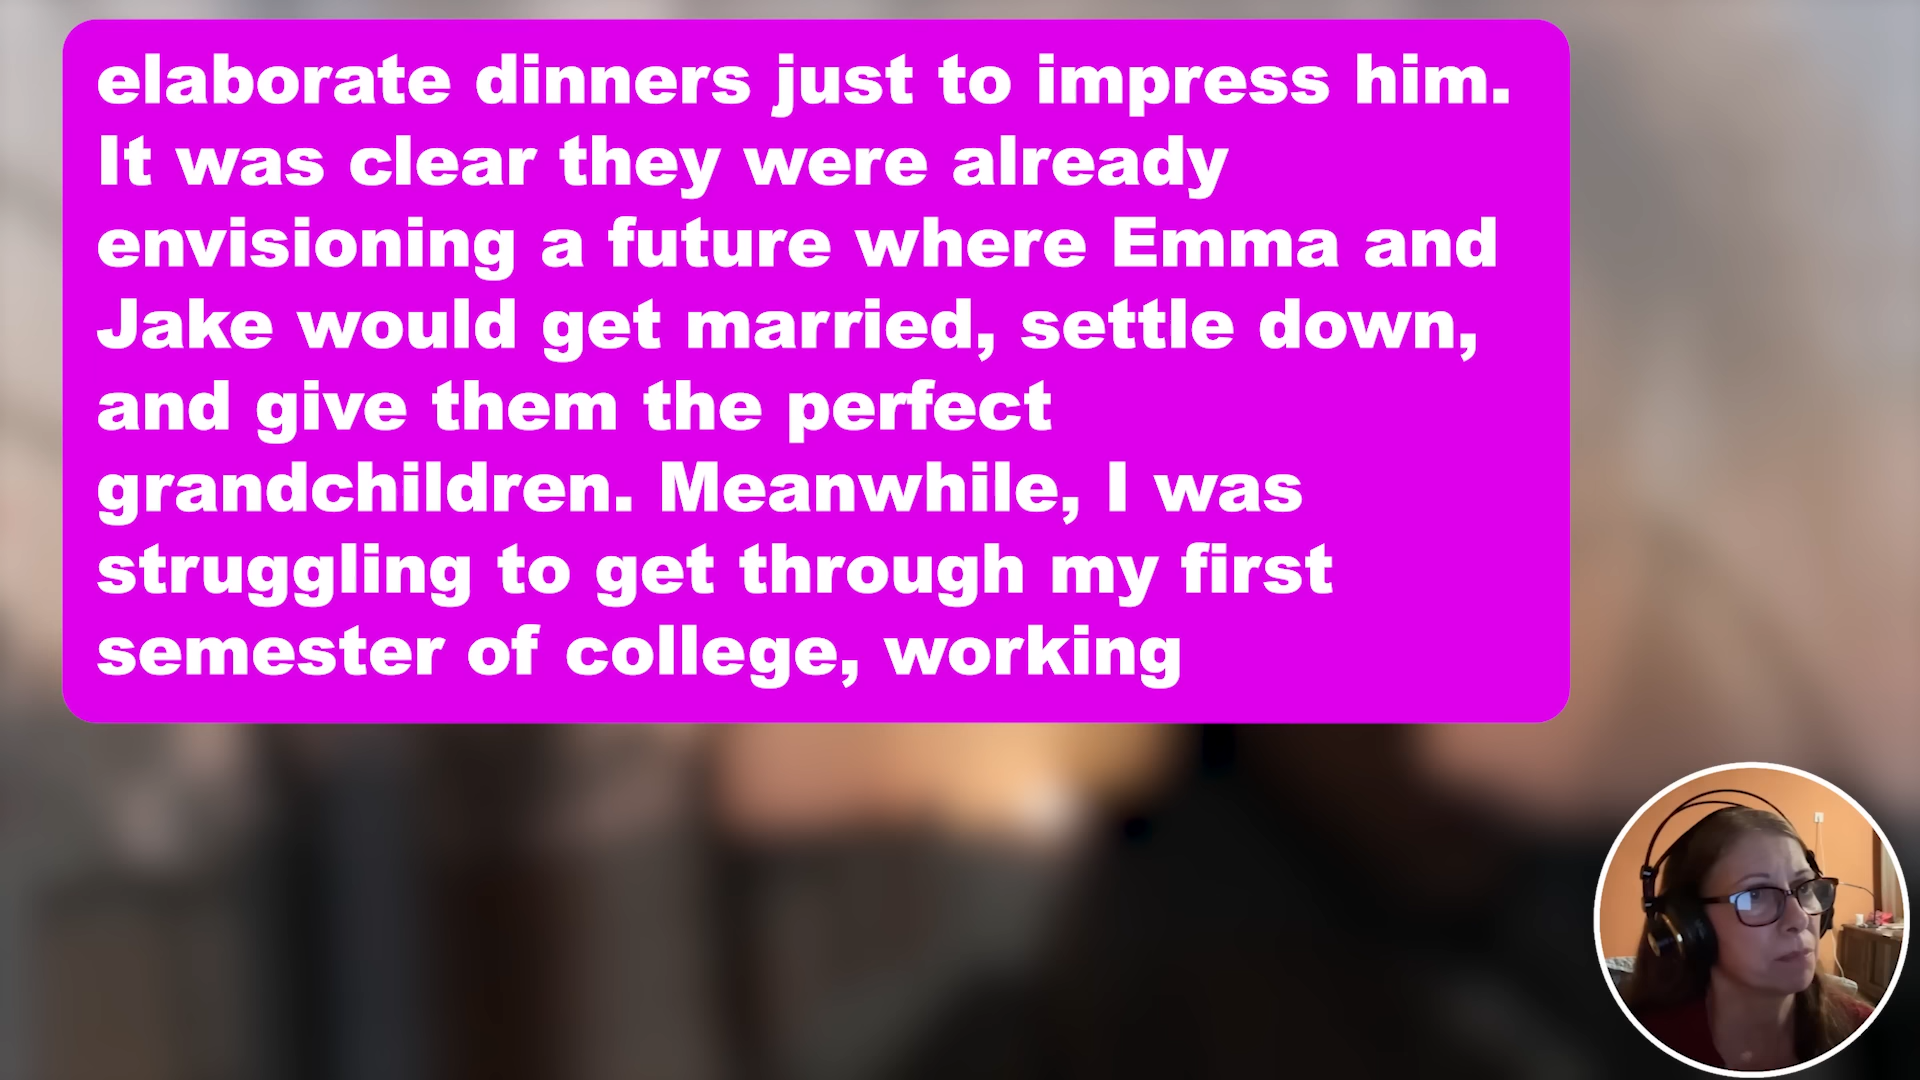 elaborate dinners just to impress him.
It was clear they were already
envisioning a future where Emma and
Jake would get married, settle down,
and give them the perfect
grandchildren. Meanwhile, I was
struggling to get through my first
semester of college, working